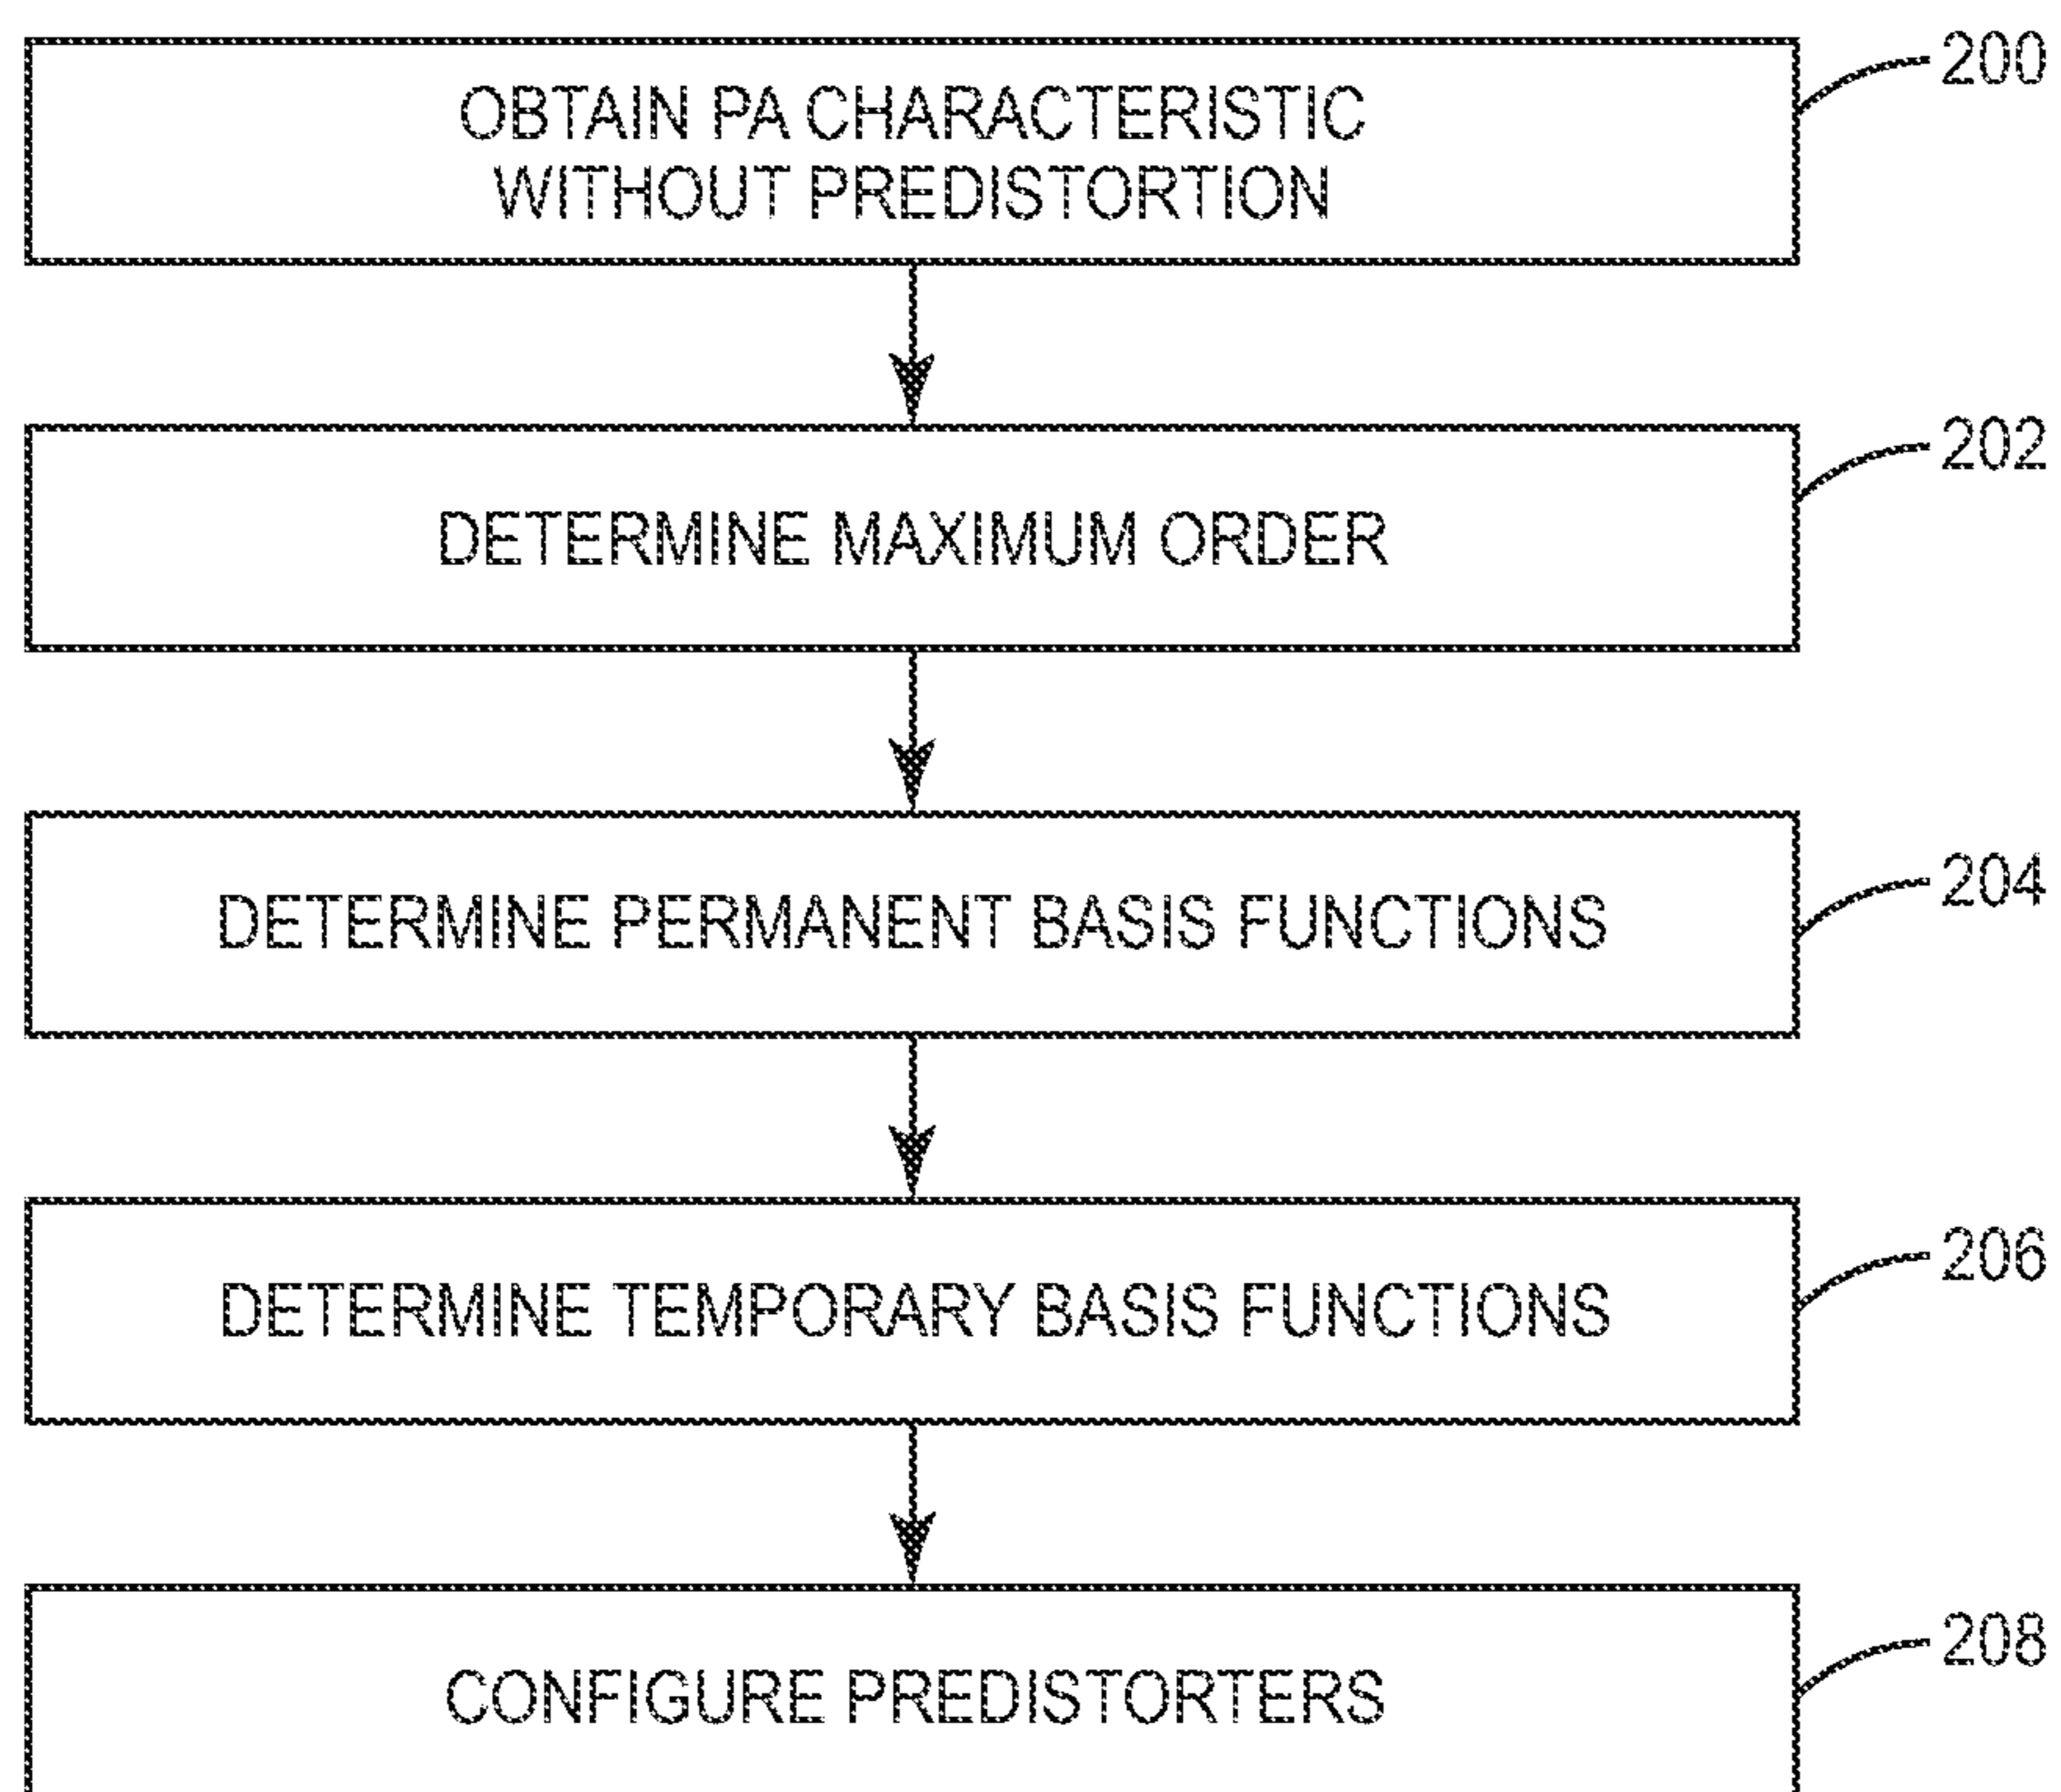 OBTAIN PA CHARACTERISTIC
WITHOUT PREDISTORTION
200
DETERMINE MAXIMUM ORDER
202
DETERMINE PERMANENT BASIS FUNCTIONS
204
DETERMINE TEMPORARY BASIS FUNCTIONS
206
CONFIGURE PREDISTORTERS
208